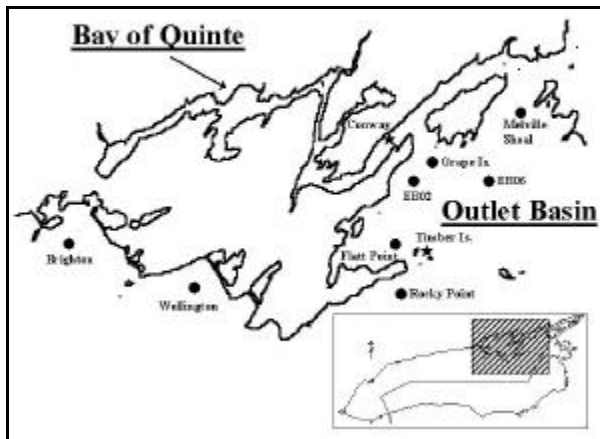 Bay of Quinte
Conway
Melville
Shoal
Grape Is.
EB02
EB06
Outlet Basin
Timber Is.
Flatt Point
Brighton
Wellington
Rocky Point